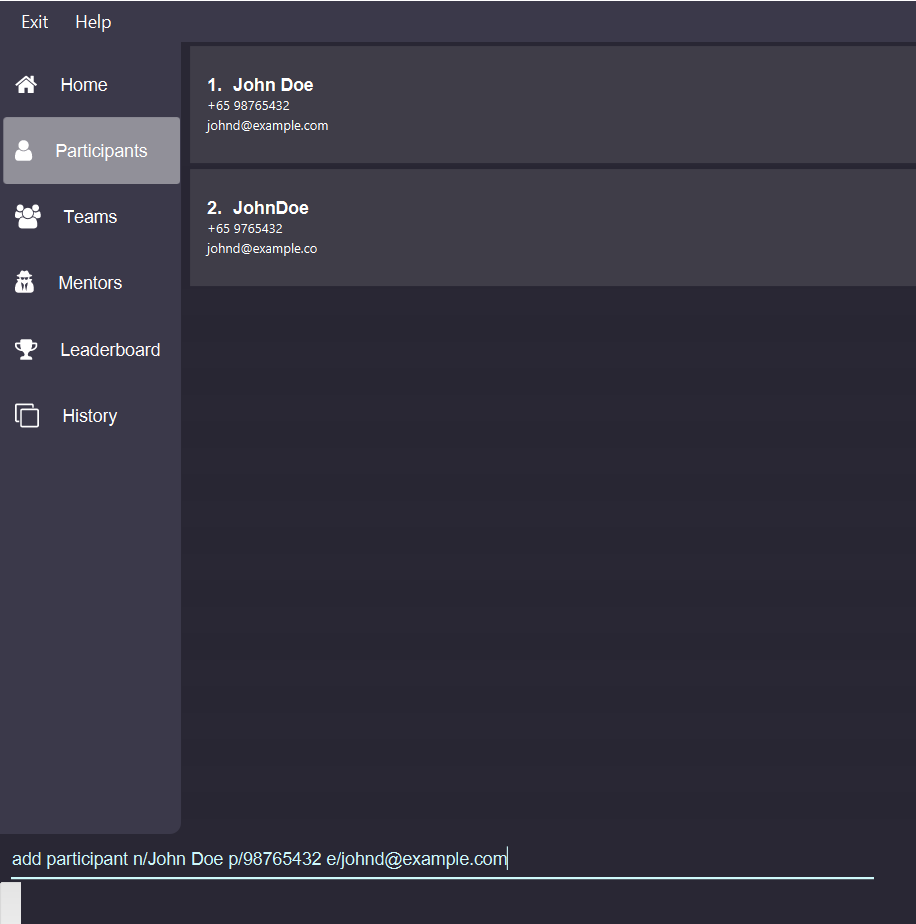 Exit Help
Home
Participants
Teams
Mentors
Leaderboard
History
1. John Doe
+65 98765432
johnd@example.com
2. JohnDoe
+65 9765432
johnd@example.co
add participant n/John Doe p/98765432 e/johnd@example.com